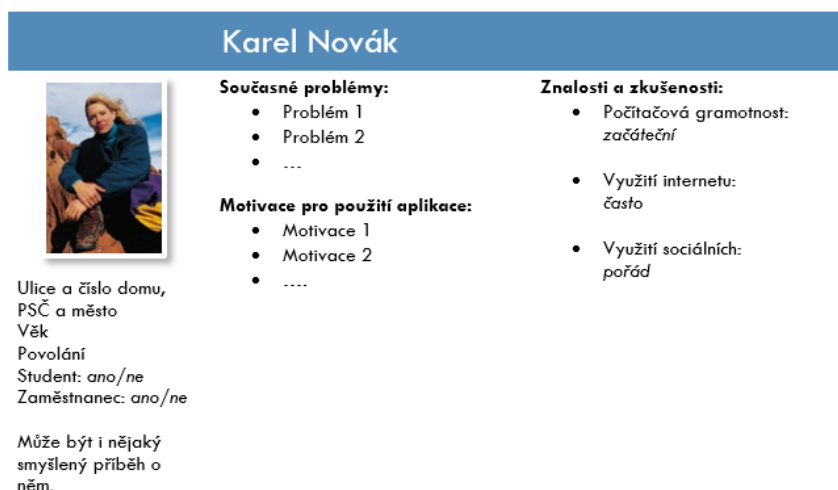 Karel Novák
Současné problémy:
• Problém 1
• Problém 2
• ...
Motivace pro použití aplikace:
• Motivace 1
• Motivace 2
• ....
Znalosti a zkušenosti:
• Počítačová gramotnost:
začáteční
• Využití internetu:
často
• Využití sociálních:
pořád
Ulice a číslo domu,
PSČ a město
Věk
Povolání
Student: ano/ne
Zaměstnanec: ano/ne
Může být i nějaký
smyšlený příběh o
něm.